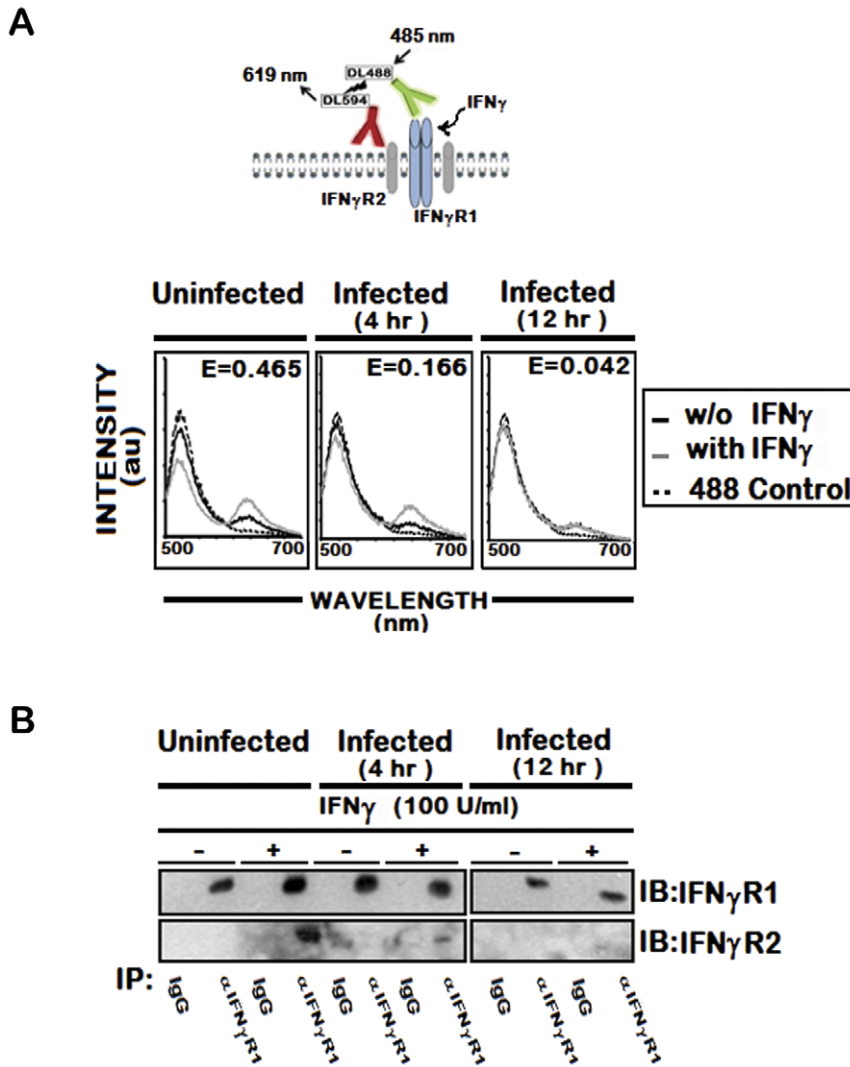 A
485 nm
DL488
619 nm
DL594
IFNγ
IFNγR2
IFNγR1
Uninfected Infected (4 hr ) Infected (12 hr )
INTENSITY (au)
E=0.465 E=0.166 E=0.042
w/o IFNγ
with IFNγ
488 Control
500 700 500 700 500 700
WAVELENGTH
(nm)
B
Uninfected Infected (4 hr ) Infected (12 hr )
IFNγ (100 U/ml)
- + - + - +
IB:IFNγR1
IB:IFNγR2
IP: IgG αIFNγR1 IgG αIFNγR1 IgG αIFNγR1 IgG αIFNγR1 IgG αIFNγR1 IgG αIFNγR1